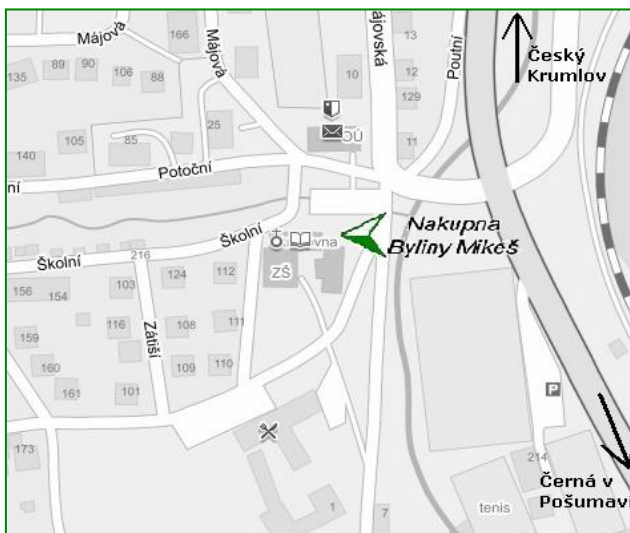 Májová
166
Májová
ájovská
13
12
129
11
Poutní
Český
Krumlov
135
89
90
106
88
10
25
OÚ
105
85
140
ní
Potoční
Školní
Nakupna
Byliny Mikeš
ovna
ZŠ
Školní
216
156
154
103
124
112
116
Zátiší
108
111
159
160
161
101
109
110
P
173
214
Černá v
Pošumaví
1
7
tenis